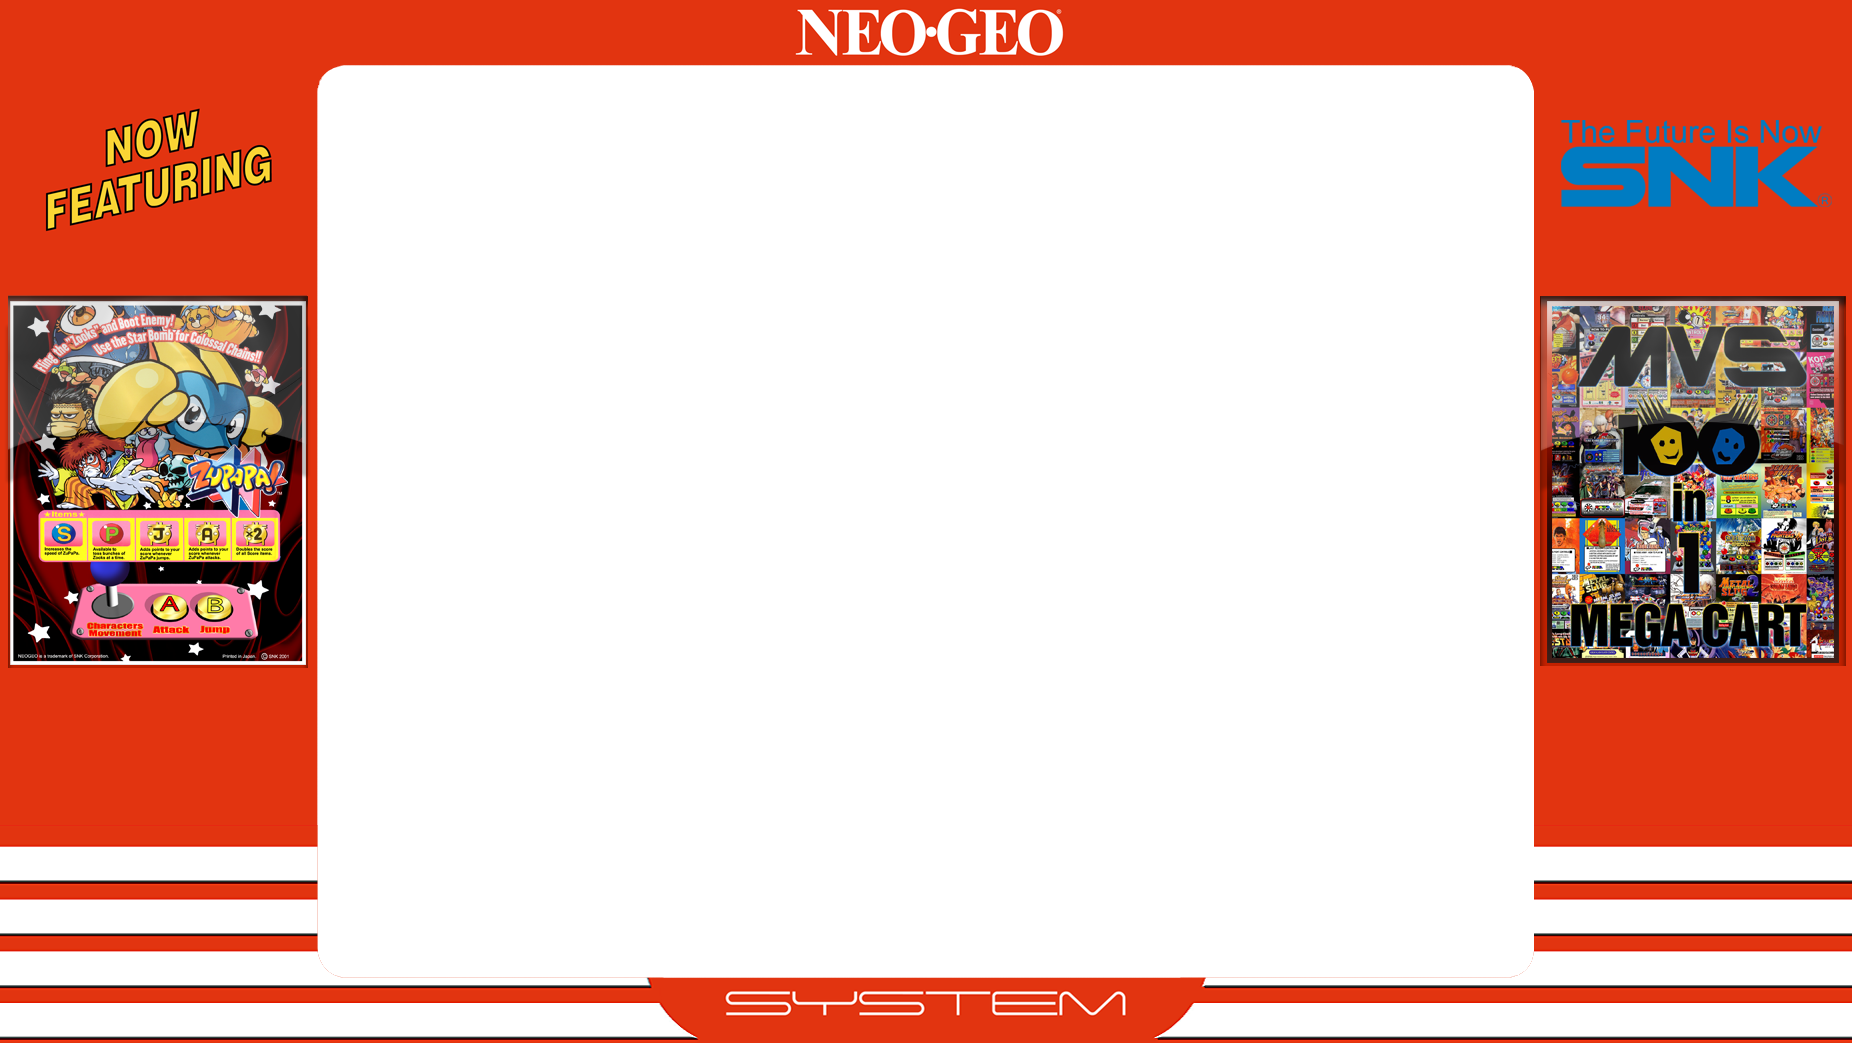 NEO•GEO®
NOW
FEATURING
The Future Is Now
SNK®
Fling the "Zooks" and Boot Enemy!
Use the Star Bomb for Colossal Chains!!
ZUPAPA!
★Items★
S
P
J
A
×2
Increases the
speed of ZuPaPa.
Available to
toss bunches of
Zooks at a time.
Adds points to your
score whenever
ZuPaPa jumps.
Adds points to your
score whenever
ZuPaPa attacks.
Doubles the score
of all Score items.
A
B
Characters
Movement
Attack
Jump
NEOGEO is a trademark of SNK Corporation.
Printed in Japan.
© SNK 2001
MVS
100
in
1
MEGA CART
SYSTEM